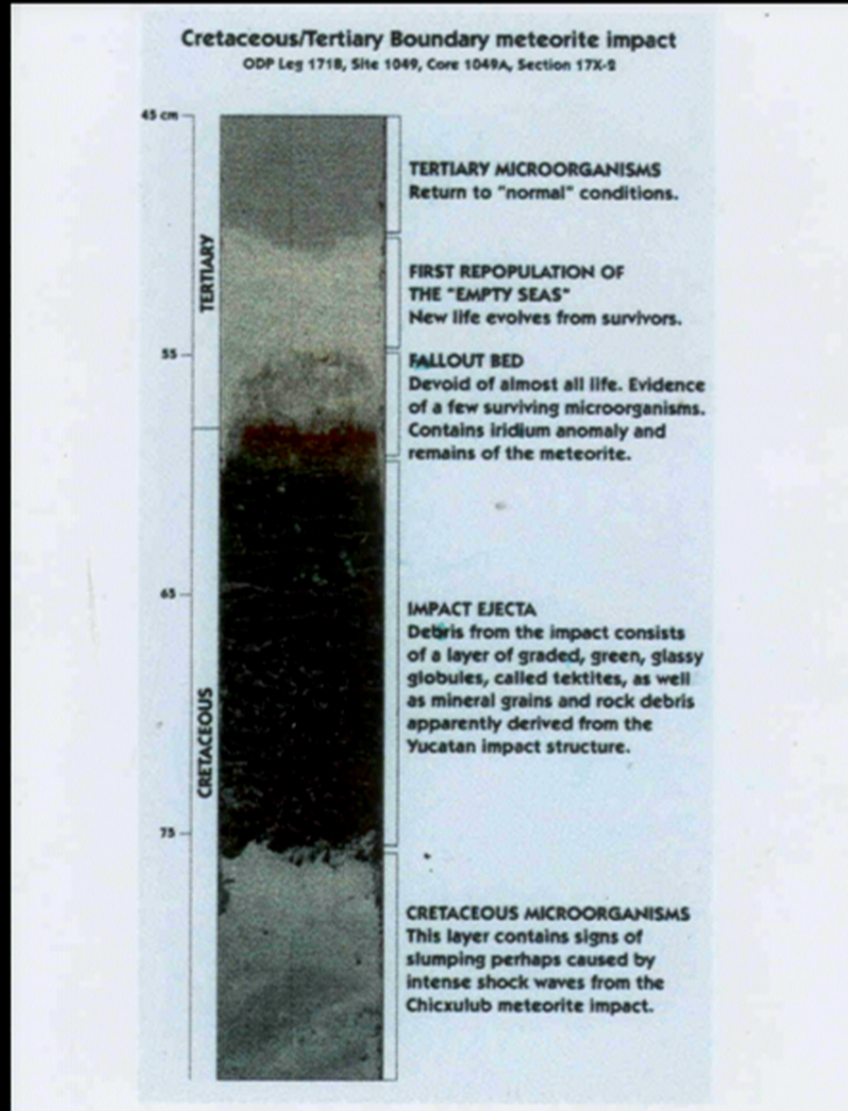 Cretaceous/Tertiary Boundary meteorite impact
ODP Leg 171B, Site 1049, Core 1049A, Section 17X-2
45 cm
TERTIARY MICROORGANISMS
Return to "normal" conditions.
TERTIARY
FIRST REPOPULATION OF
THE "EMPTY SEAS"
New life evolves from survivors.
55
FALLOUT BED
Devoid of almost all life. Evidence
of a few surviving microorganisms.
Contains iridium anomaly and
remains of the meteorite.
65
IMPACT EJECTA
Debris from the impact consists
of a layer of graded, green, glassy
globules, called tektites, as well
as mineral grains and rock debris
apparently derived from the
Yucatan impact structure.
CRETACEOUS
75
CRETACEOUS MICROORGANISMS
This layer contains signs of
slumping perhaps caused by
intense shock waves from the
Chicxulub meteorite impact.